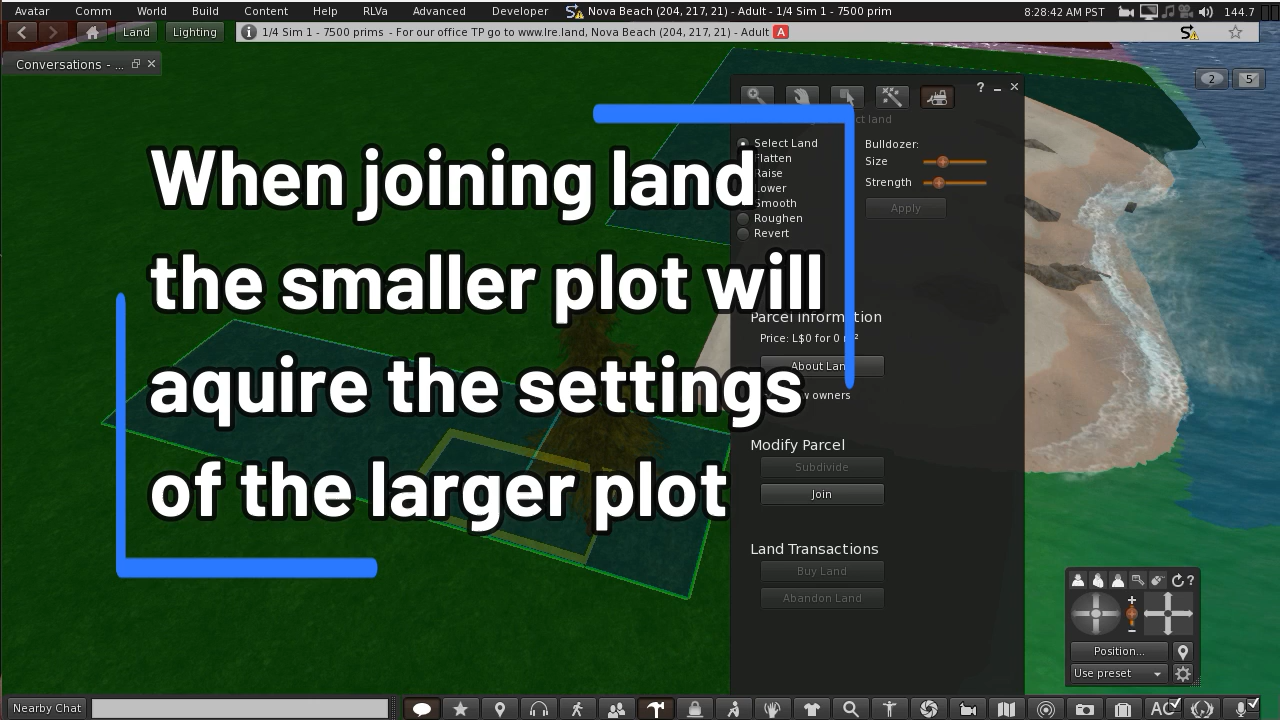 Avatar Comm World Build Content Help RLVa Advanced Developer Nova Beach (204, 217, 21) - Adult - 1/4 Sim 1 - 7500 prim 8:28:42 AM PST 144.7
Land Lighting 1/4 Sim 1 - 7500 prims - For our office TP go to www.lre.land, Nova Beach (204, 217, 21) - Adult A
Conversations - ...
2 5
?
ct land
Select Land
Flatten
Raise
Lower
Smooth
Roughen
Revert
Bulldozer:
Size
Strength
Apply
When joining land
the smaller plot will
aquire the settings
of the larger plot
Parcel Information
Price: L$0 for 0 m²
About Land
owners
Modify Parcel
Subdivide
Join
Land Transactions
Buy Land
Abandon Land
?
Position...
Use preset
Nearby Chat
AO